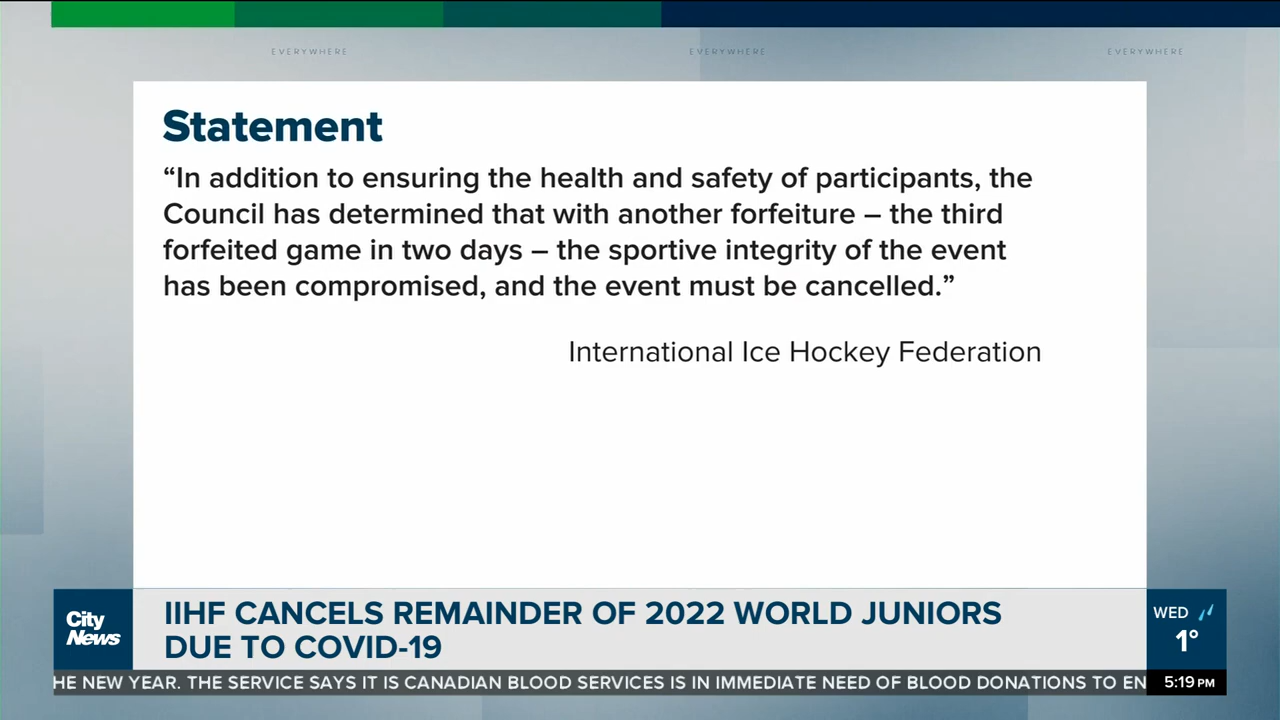 EVERYWHERE EVERYWHERE EVERYWHERE
Statement
“In addition to ensuring the health and safety of participants, the
Council has determined that with another forfeiture – the third
forfeited game in two days – the sportive integrity of the event
has been compromised, and the event must be cancelled.”
International Ice Hockey Federation
City
News
IIHF CANCELS REMAINDER OF 2022 WORLD JUNIORS
DUE TO COVID-19
WED
1°
HE NEW YEAR. THE SERVICE SAYS IT IS CANADIAN BLOOD SERVICES IS IN IMMEDIATE NEED OF BLOOD DONATIONS TO EN
5:19 PM